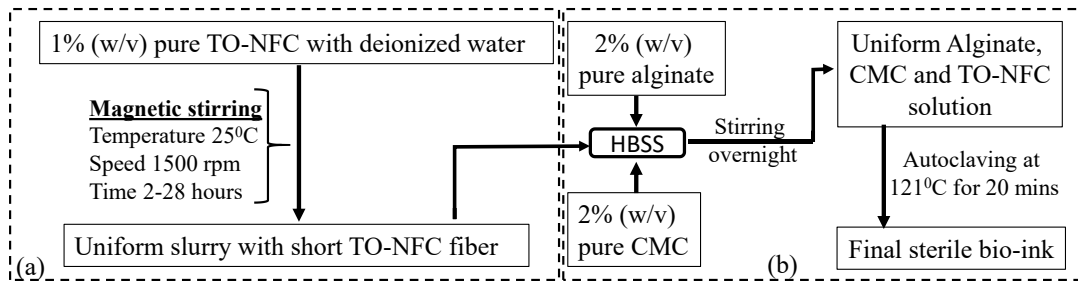 1% (w/v) pure TO-NFC with deionized water
Magnetic stirring
Temperature 25⁰C
Speed 1500 rpm
Time 2-28 hours
Uniform slurry with short TO-NFC fiber
(a)
2% (w/v)
pure alginate
HBSS
2% (w/v)
pure CMC
Stirring
overnight
Uniform Alginate,
CMC and TO-NFC
solution
Autoclaving at
121⁰C for 20 mins
Final sterile bio-ink
(b)